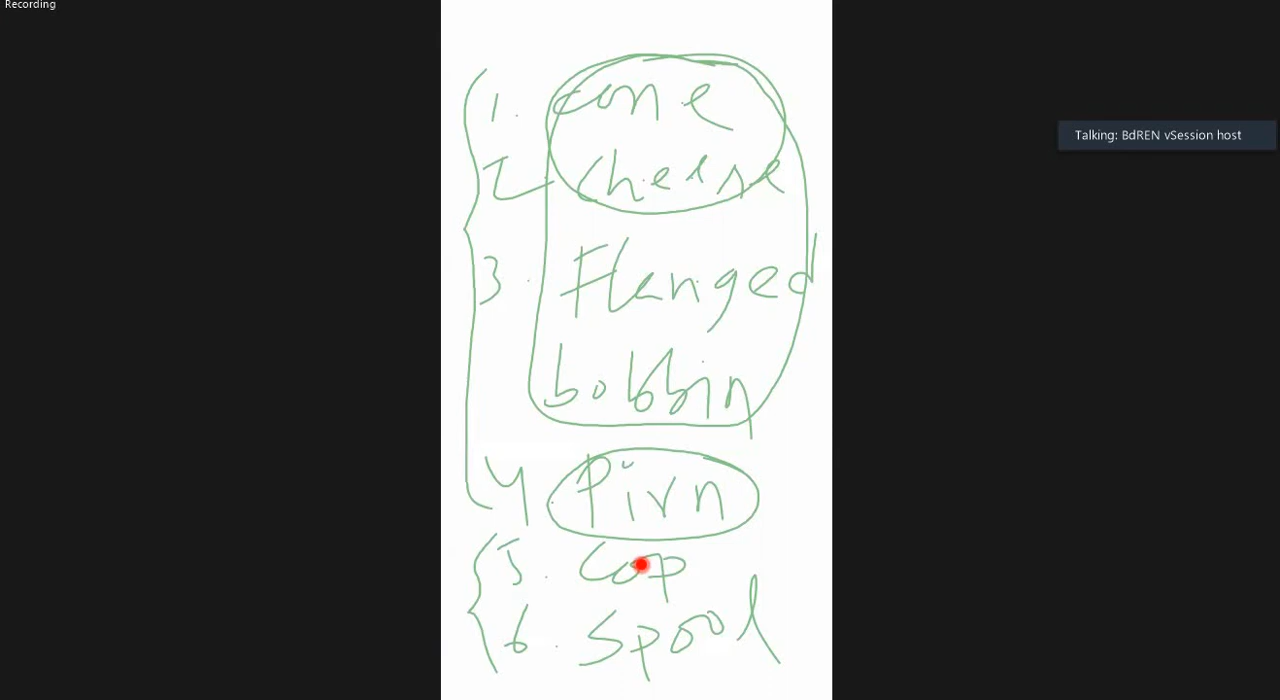 Recording
1. Cone
Talking: BdREN vSession host
2 Cheese
3. Flanged
bobbin
4 Pirn
5. Cop
6. Spool